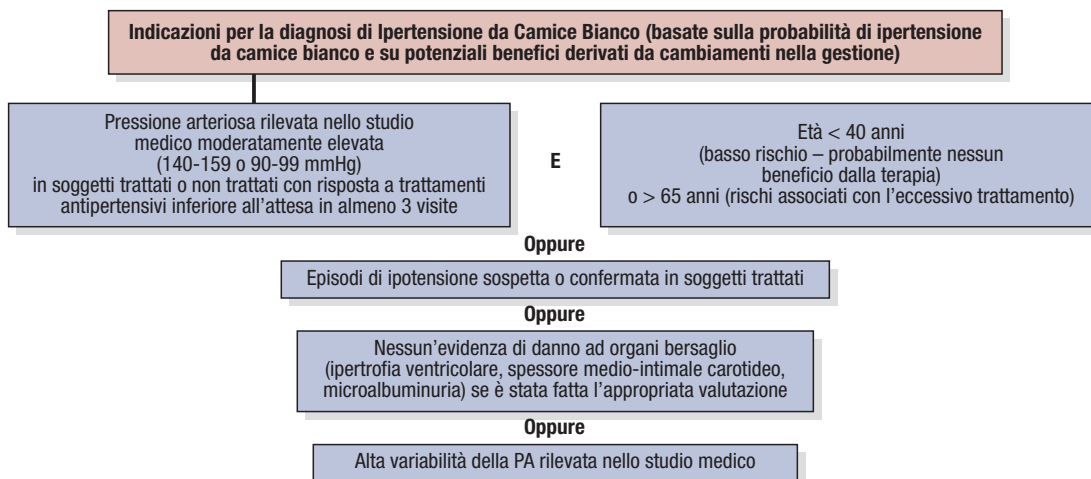 Indicazioni per la diagnosi di Ipertensione da Camice Bianco (basate sulla probabilità di ipertensione
da camice bianco e su potenziali benefici derivati da cambiamenti nella gestione)
Pressione arteriosa rilevata nello studio
medico moderatamente elevata
(140-159 o 90-99 mmHg)
in soggetti trattati o non trattati con risposta a trattamenti
antipertensivi inferiore all’attesa in almeno 3 visite
E
Età < 40 anni
(basso rischio – probabilmente nessun
beneficio dalla terapia)
o > 65 anni (rischi associati con l’eccessivo trattamento)
Oppure
Episodi di ipotensione sospetta o confermata in soggetti trattati
Oppure
Nessun’evidenza di danno ad organi bersaglio
(ipertrofia ventricolare, spessore medio-intimale carotideo,
microalbuminuria) se è stata fatta l’appropriata valutazione
Oppure
Alta variabilità della PA rilevata nello studio medico